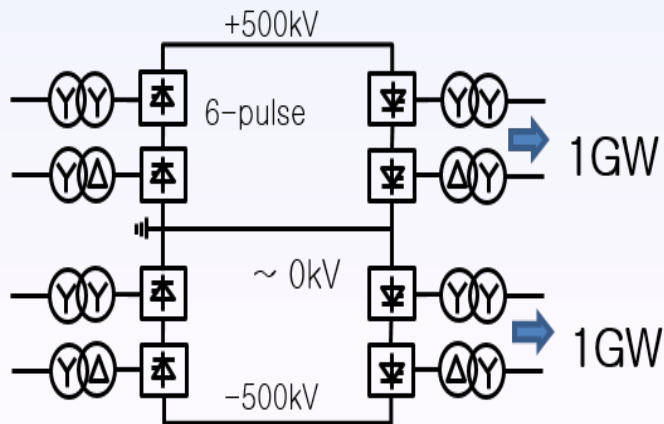 +500kV
Y Y
Y Y
6-pulse
1GW
Y Δ
Δ Y
~ 0kV
Y Y
Y Y
1GW
Y Δ
Δ Y
-500kV